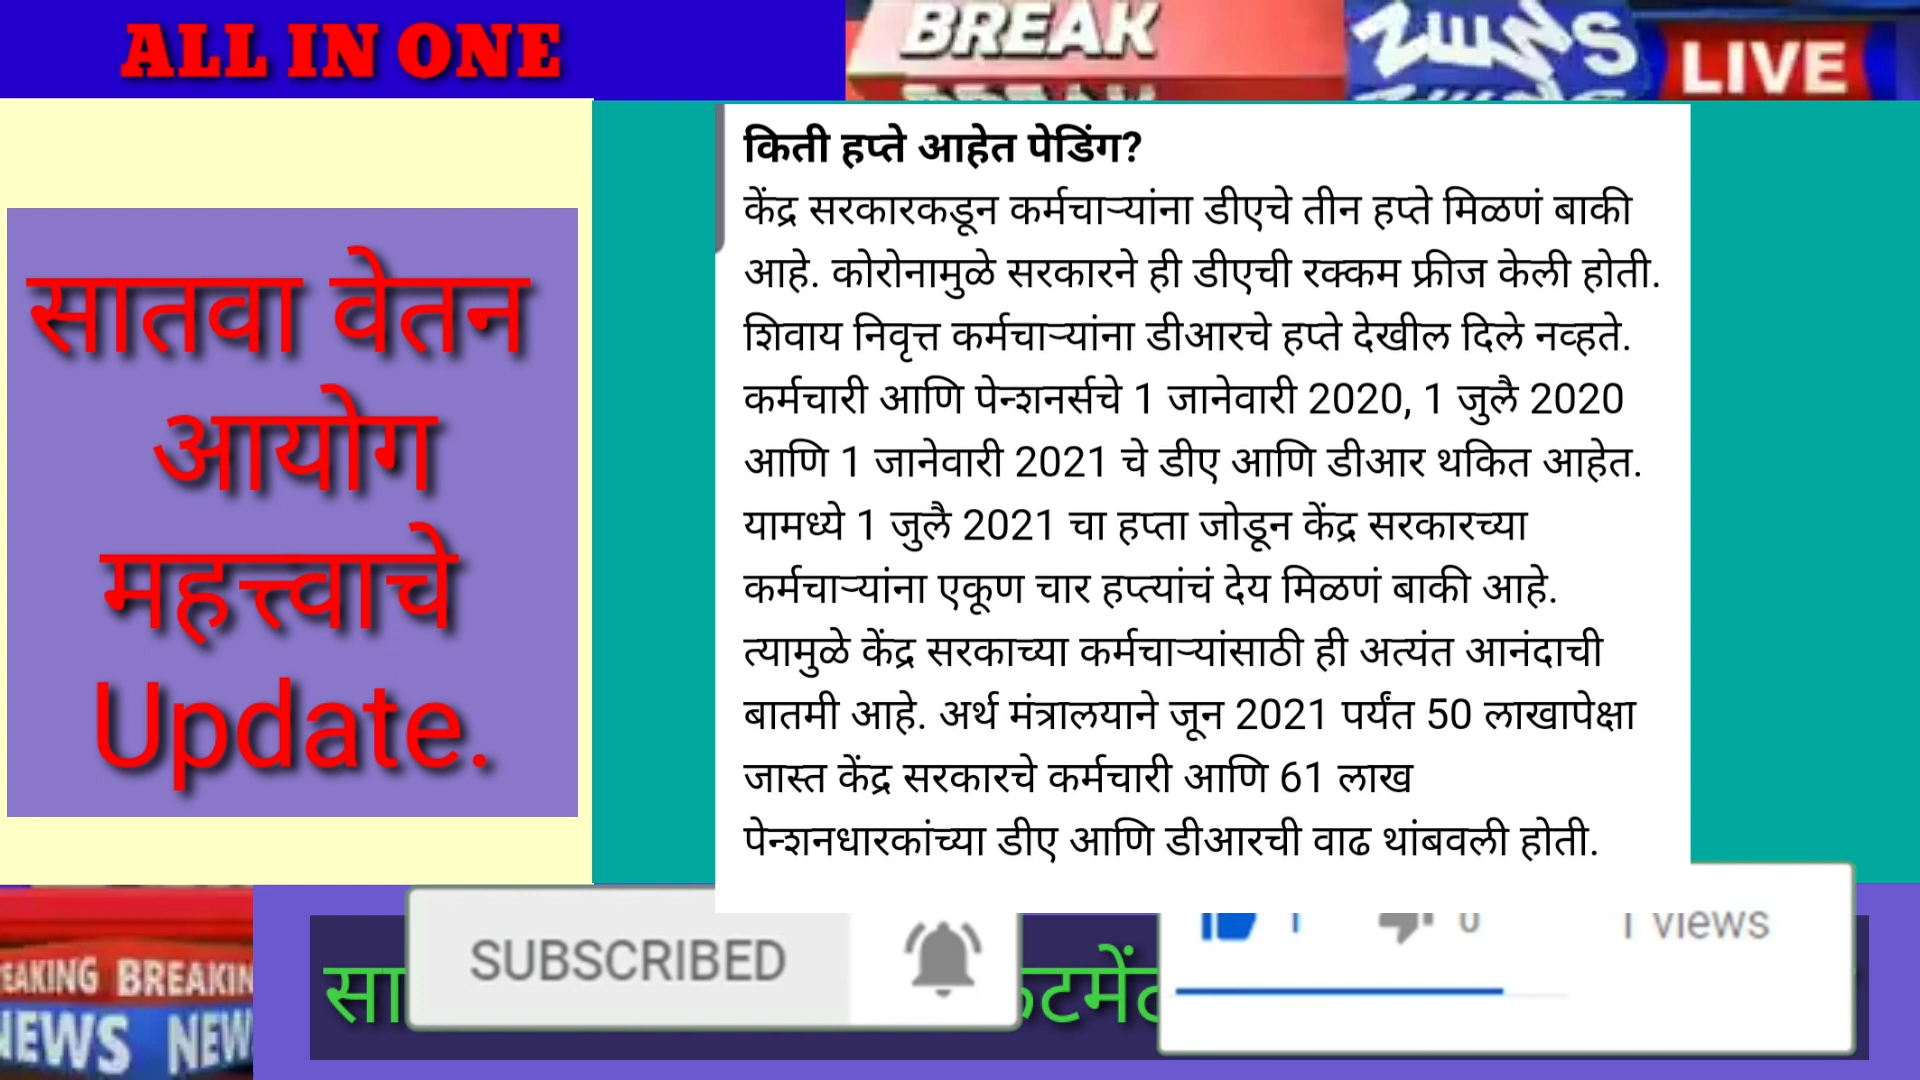 ALL IN ONE
BREAK
LIVE
किती हप्ते आहेत पेडिंग?
केंद्र सरकारकडून कर्मचाऱ्यांना डीएचे तीन हप्ते मिळणं बाकी
आहे. कोरोनामुळे सरकारने ही डीएची रक्कम फ्रीज केली होती.
शिवाय निवृत्त कर्मचाऱ्यांना डीआरचे हप्ते देखील दिले नव्हते.
कर्मचारी आणि पेन्शनर्सचे 1 जानेवारी 2020, 1 जुलै 2020
आणि 1 जानेवारी 2021 चे डीए आणि डीआर थकित आहेत.
यामध्ये 1 जुलै 2021 चा हप्ता जोडून केंद्र सरकारच्या
कर्मचाऱ्यांना एकूण चार हप्त्यांचं देय मिळणं बाकी आहे.
त्यामुळे केंद्र सरकाच्या कर्मचाऱ्यांसाठी ही अत्यंत आनंदाची
बातमी आहे. अर्थ मंत्रालयाने जून 2021 पर्यंत 50 लाखापेक्षा
जास्त केंद्र सरकारचे कर्मचारी आणि 61 लाख
पेन्शनधारकांच्या डीए आणि डीआरची वाढ थांबवली होती.
सातवा वेतन
आयोग
महत्त्वाचे
Update.
SUBSCRIBED
1 0 1 views
EAKING BREAKIN
NEWS NEW